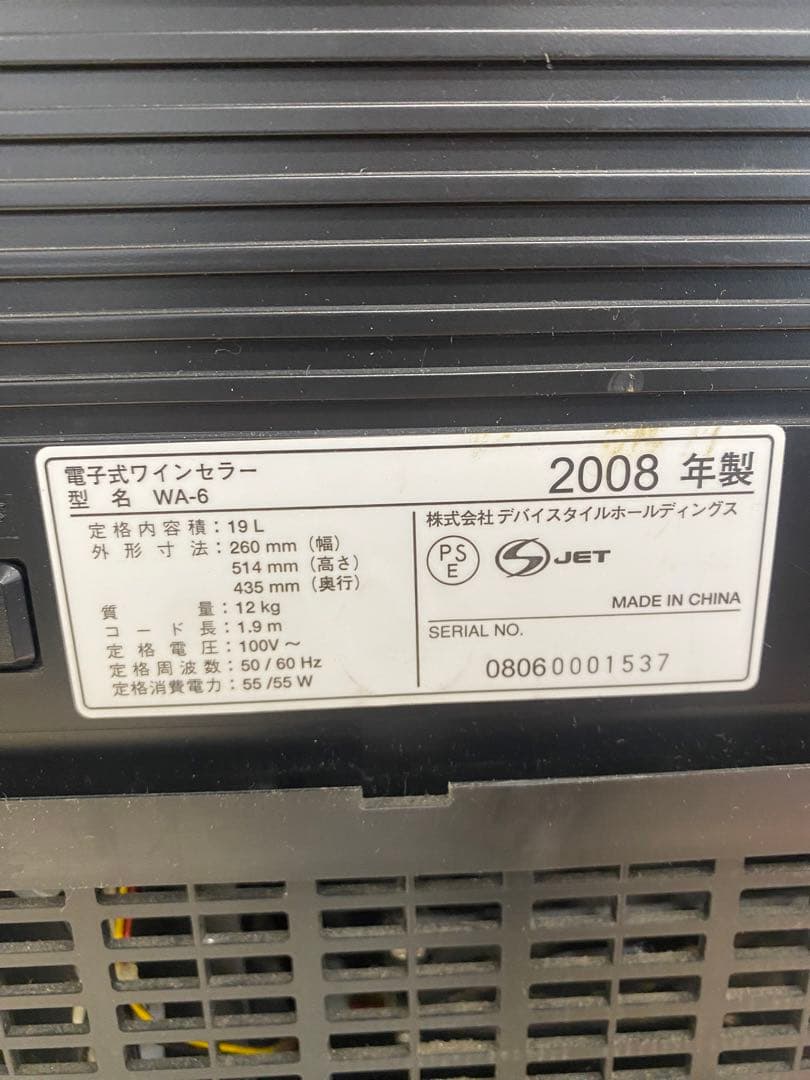 電子式ワインセラー
型 名 WA-6
2008 年製
定格内容積：19 L
外形寸法：260 mm（幅）
514 mm（高さ）
435 mm（奥行）
質量：12 kg
コード長：1.9 m
定格電圧：100V～
定格周波数：50 / 60 Hz
定格消費電力：55 /55 W
株式会社デバイスタイルホールディングス
PS
E
S JET
MADE IN CHINA
SERIAL NO.
08060001537